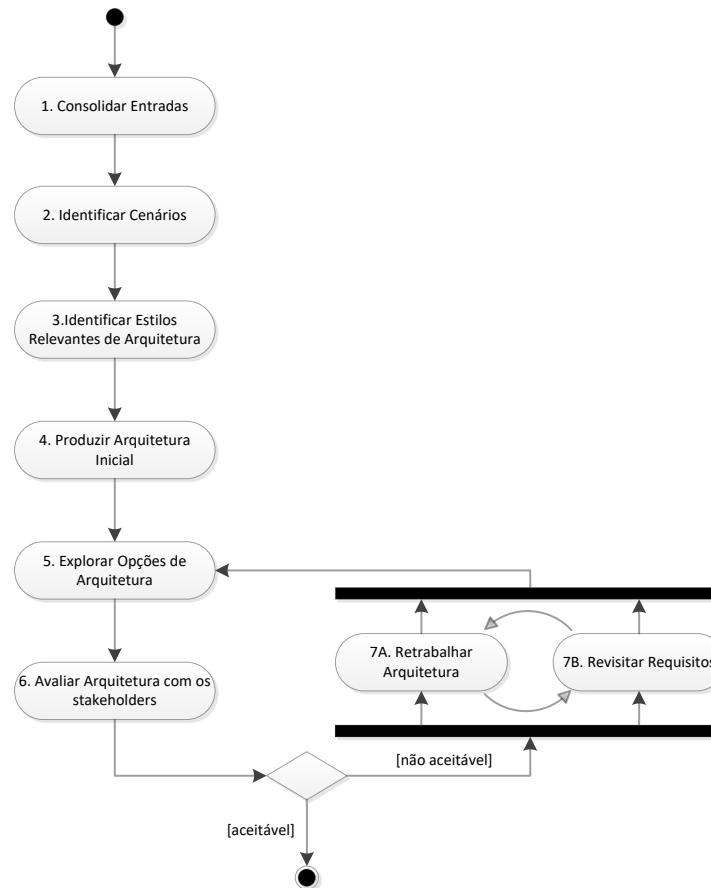 1. Consolidar Entradas
2. Identificar Cenários
3.Identificar Estilos
Relevantes de Arquitetura
4. Produzir Arquitetura
Inicial
5. Explorar Opções de
Arquitetura
6. Avaliar Arquitetura com os
stakeholders
7A. Retrabalhar
Arquitetura
7B. Revisitar Requisitos
[não aceitável]
[aceitável]